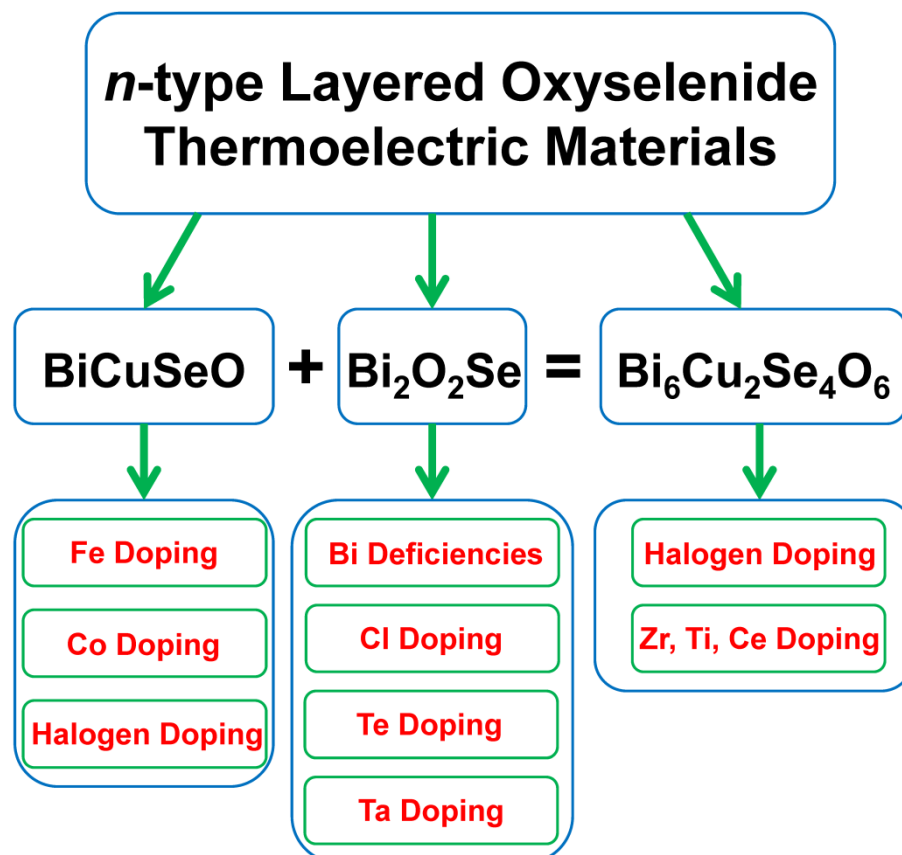 n-type Layered Oxyselenide
Thermoelectric Materials
BiCuSeO + Bi₂O₂Se = Bi₆Cu₂Se₄O₆
Fe Doping
Co Doping
Halogen Doping
Bi Deficiencies
Cl Doping
Te Doping
Ta Doping
Halogen Doping
Zr, Ti, Ce Doping